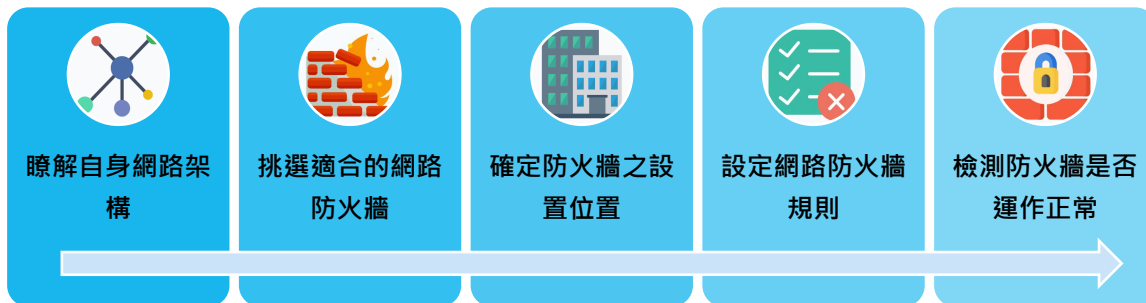 瞭解自身網路架
構
挑選適合的網路
防火牆
確定防火牆之設
置位置
設定網路防火牆
規則
檢測防火牆是否
運作正常